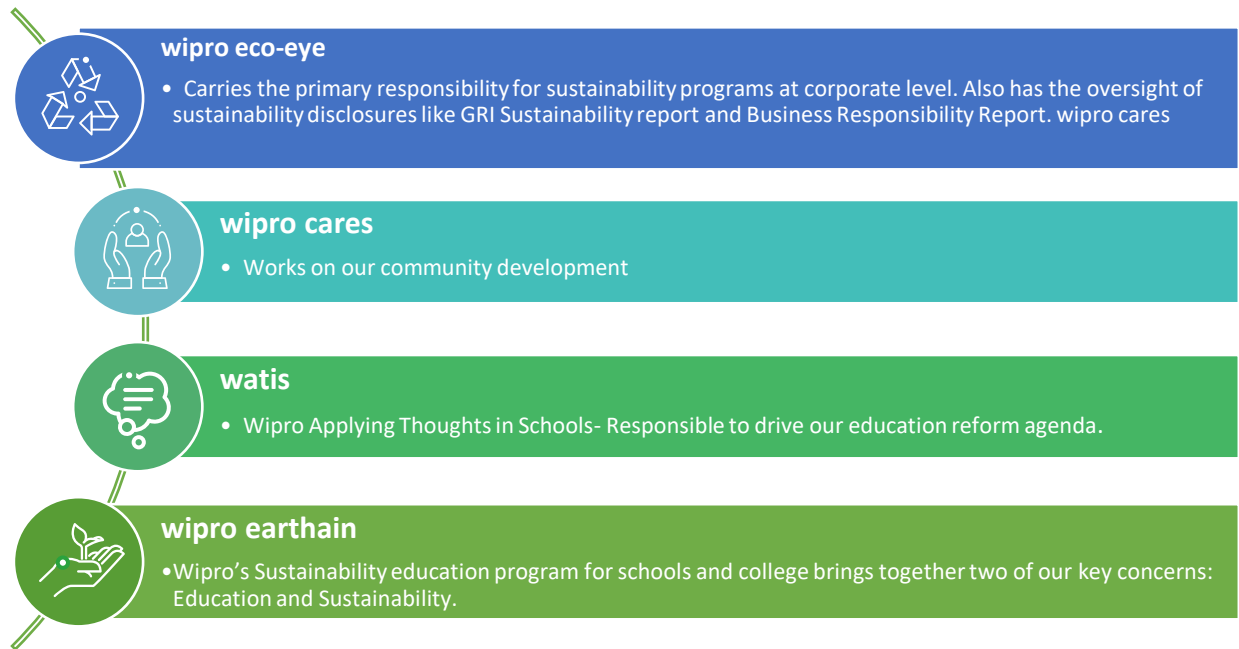 wipro eco-eye
• Carries the primary responsibility for sustainability programs at corporate level. Also has the oversight of
sustainability disclosures like GRI Sustainability report and Business Responsibility Report. wipro cares
wipro cares
• Works on our community development
watis
• Wipro Applying Thoughts in Schools- Responsible to drive our education reform agenda.
wipro earthain
•Wipro’s Sustainability education program for schools and college brings together two of our key concerns:
Education and Sustainability.